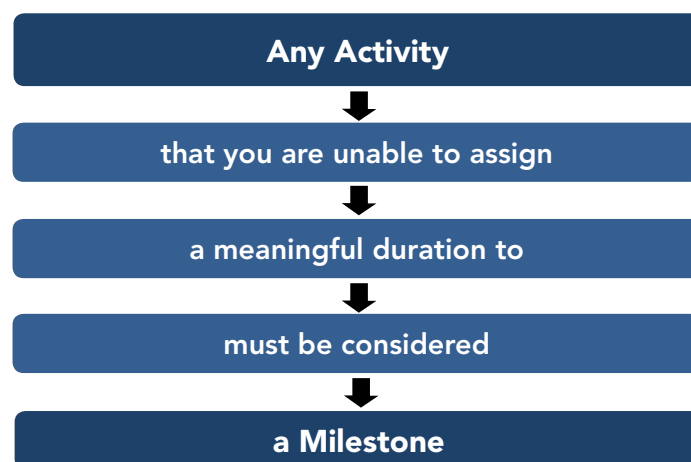 Any Activity
that you are unable to assign
a meaningful duration to
must be considered
a Milestone